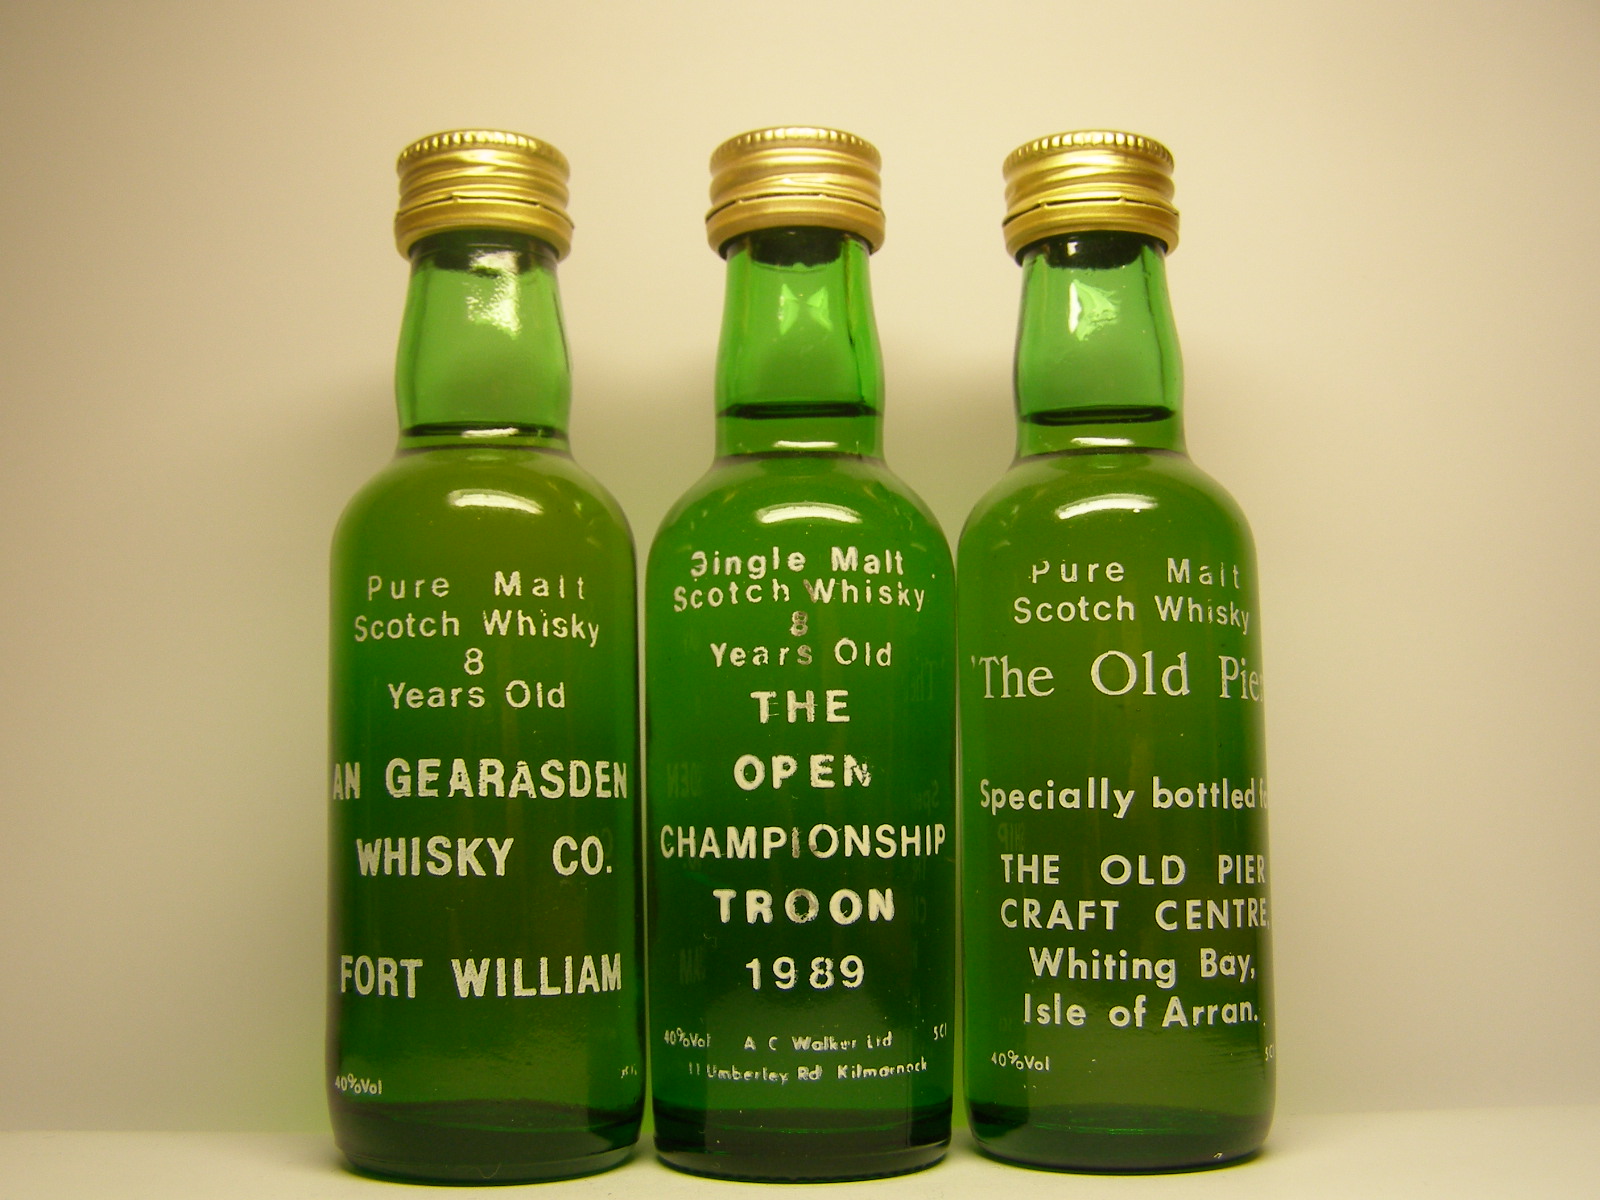 Pure Malt
Scotch Whisky
8
Years Old
AN GEARASDEN
WHISKY CO.
FORT WILLIAM
40%Vol
Single Malt
Scotch Whisky
8
Years Old
THE
OPEN
CHAMPIONSHIP
TROON
1989
40%Vol A C Walker Ltd 5Cl
11 Umberley Rd Kilmarnock
Pure Malt
Scotch Whisky
'The Old Pier
Specially bottled fo
THE OLD PIER
CRAFT CENTRE,
Whiting Bay,
Isle of Arran.
40%Vol 5Cl